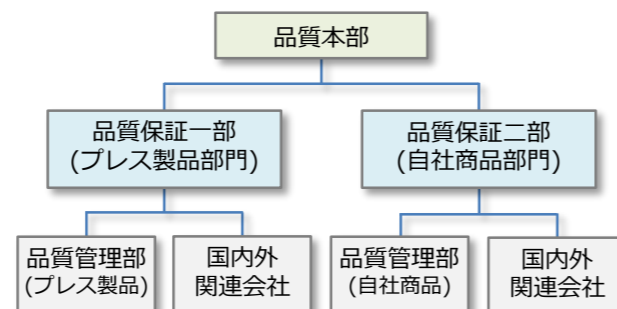 品質本部
品質保証一部
(プレス製品部門)
品質保証二部
(自社商品部門)
品質管理部
(プレス製品)
国内外
関連会社
品質管理部
(自社商品)
国内外
関連会社